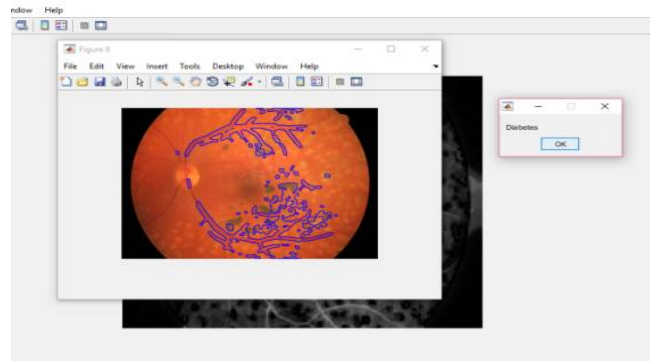 ndow Help
Figure 6
File Edit View Insert Tools Desktop Window Help
Diabetes
OK